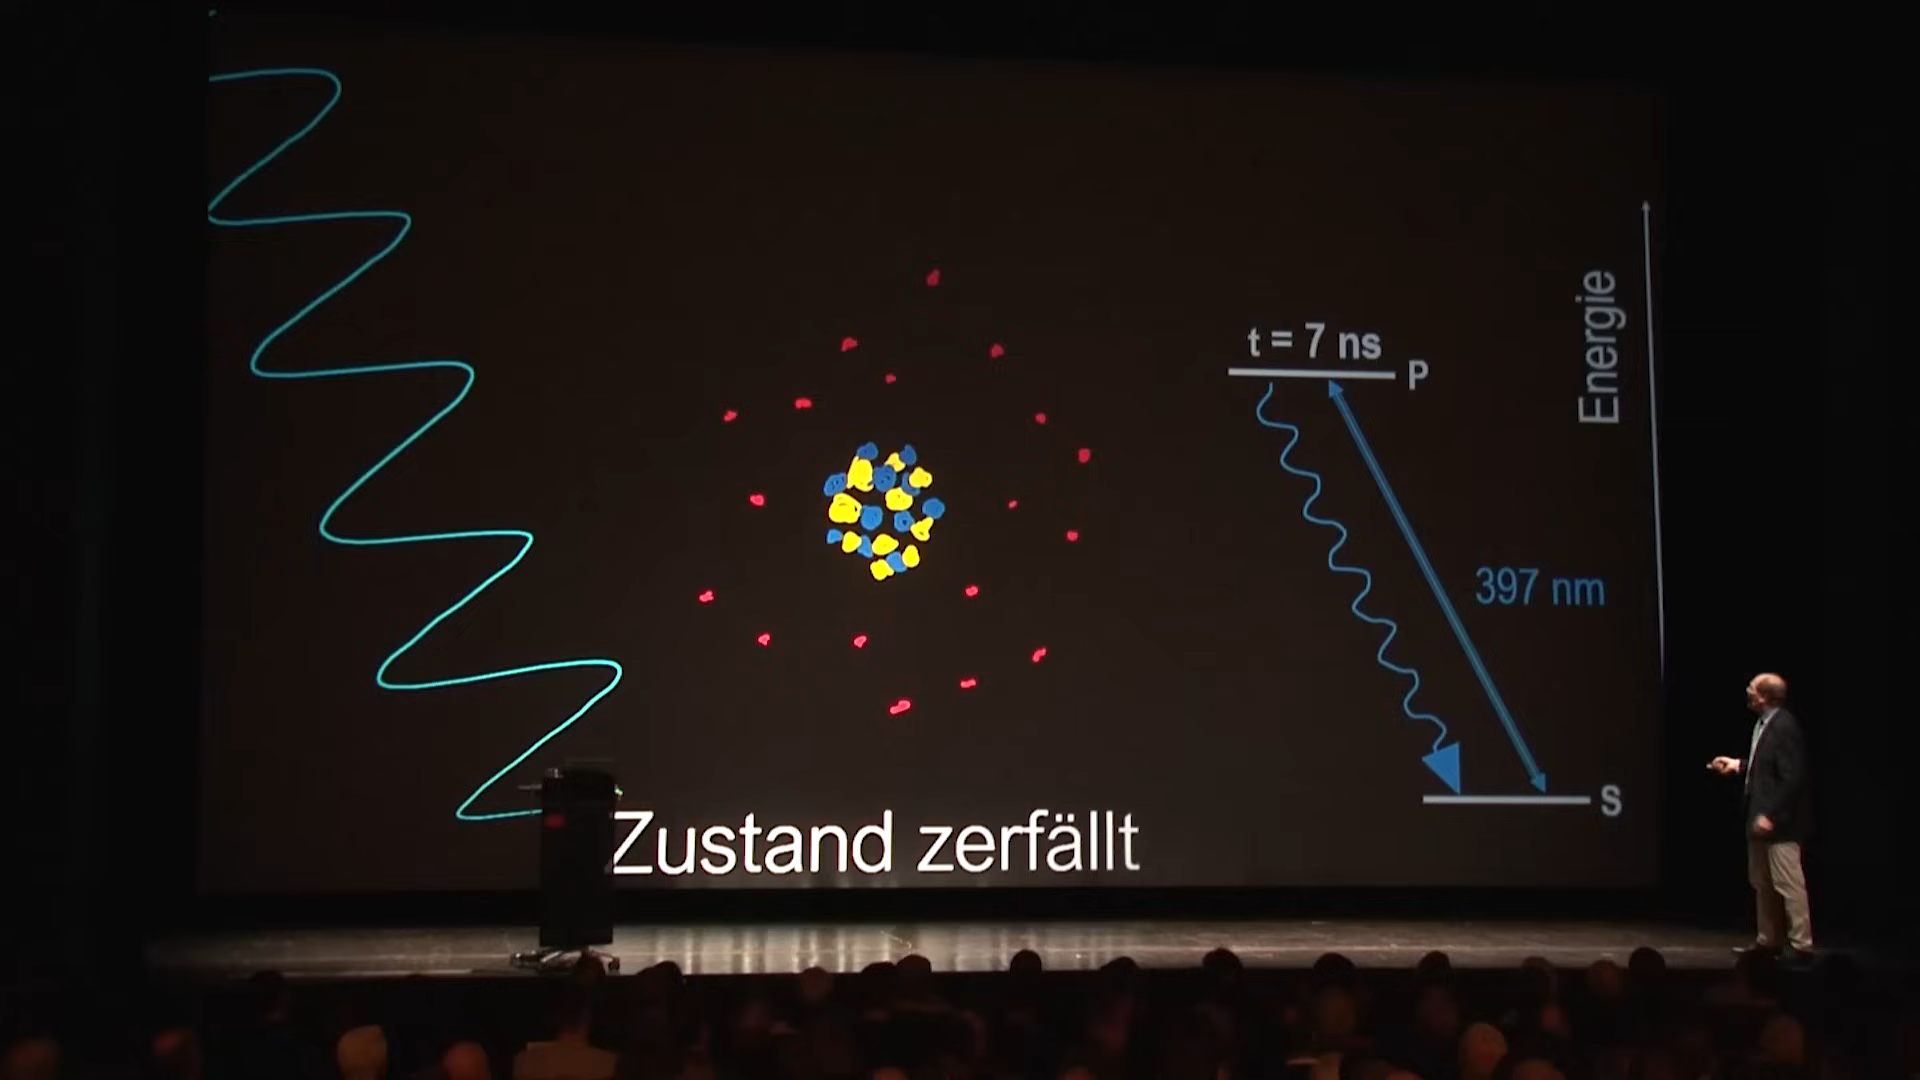 t = 7 ns
P
Energie
397 nm
S
Zustand zerfällt